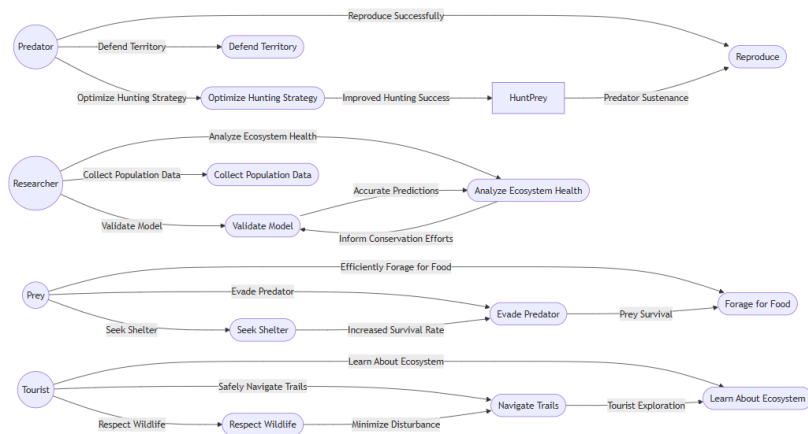 Reproduce Successfully
Predator
Defend Territory
Defend Territory
Reproduce
Optimize Hunting Strategy
Optimize Hunting Strategy
Improved Hunting Success
HuntPrey
Predator Sustenance
Analyze Ecosystem Health
Researcher
Collect Population Data
Collect Population Data
Accurate Predictions
Analyze Ecosystem Health
Validate Model
Validate Model
Inform Conservation Efforts
Efficiently Forage for Food
Prey
Evade Predator
Forage for Food
Seek Shelter
Seek Shelter
Increased Survival Rate
Evade Predator
Prey Survival
Learn About Ecosystem
Tourist
Safely Navigate Trails
Learn About Ecosystem
Respect Wildlife
Respect Wildlife
Minimize Disturbance
Navigate Trails
Tourist Exploration